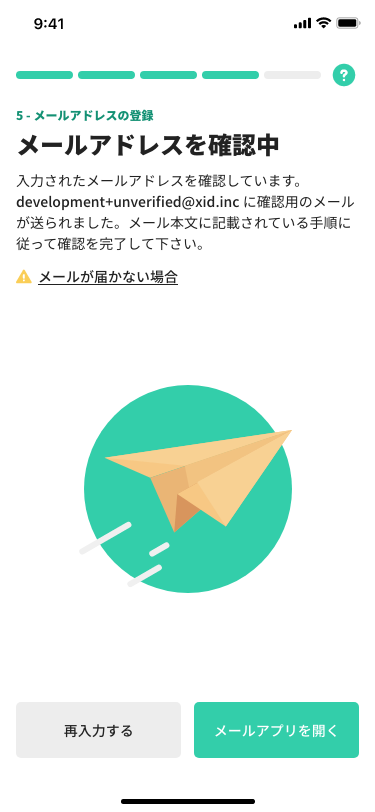 9:41
?
5 - メールアドレスの登録
メールアドレスを確認中
入力されたメールアドレスを確認しています。
development+unverified@xid.inc に確認用のメール
が送られました。メール本文に記載されている手順に
従って確認を完了して下さい。
メールが届かない場合
再入力する
メールアプリを開く